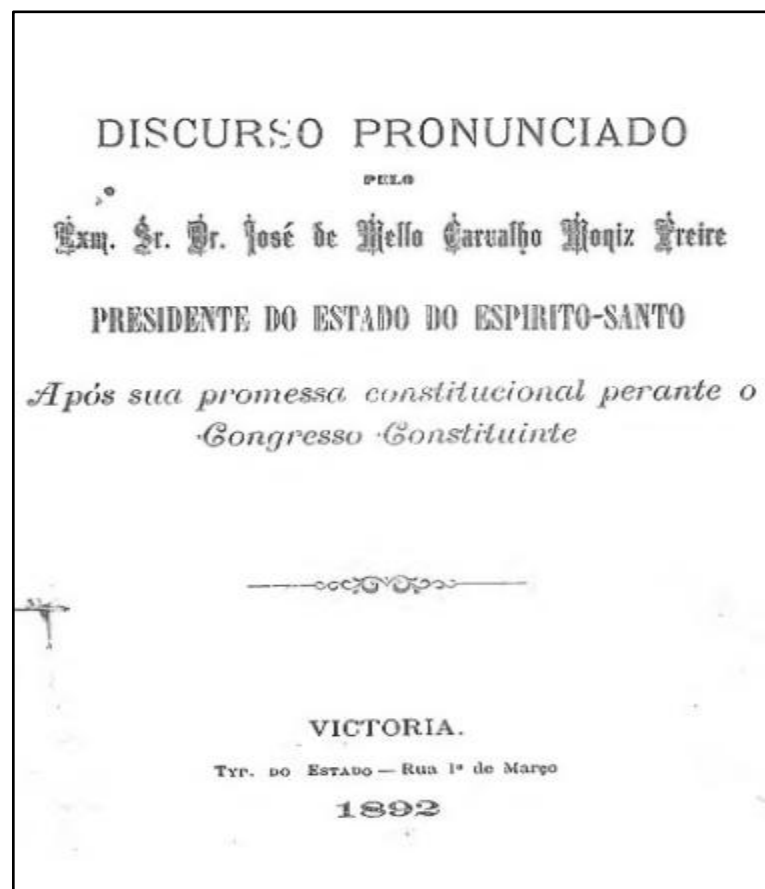 DISCURSO PRONUNCIADO
PELO
Exm. Sr. Dr. José de Mello Carvalho Moniz Freire
PRESIDENTE DO ESTADO DO ESPIRITO-SANTO
Após sua promessa constitucional perante o
Congresso Constituinte
VICTORIA.
TYP. DO ESTADO — Rua 1º de Março
1892